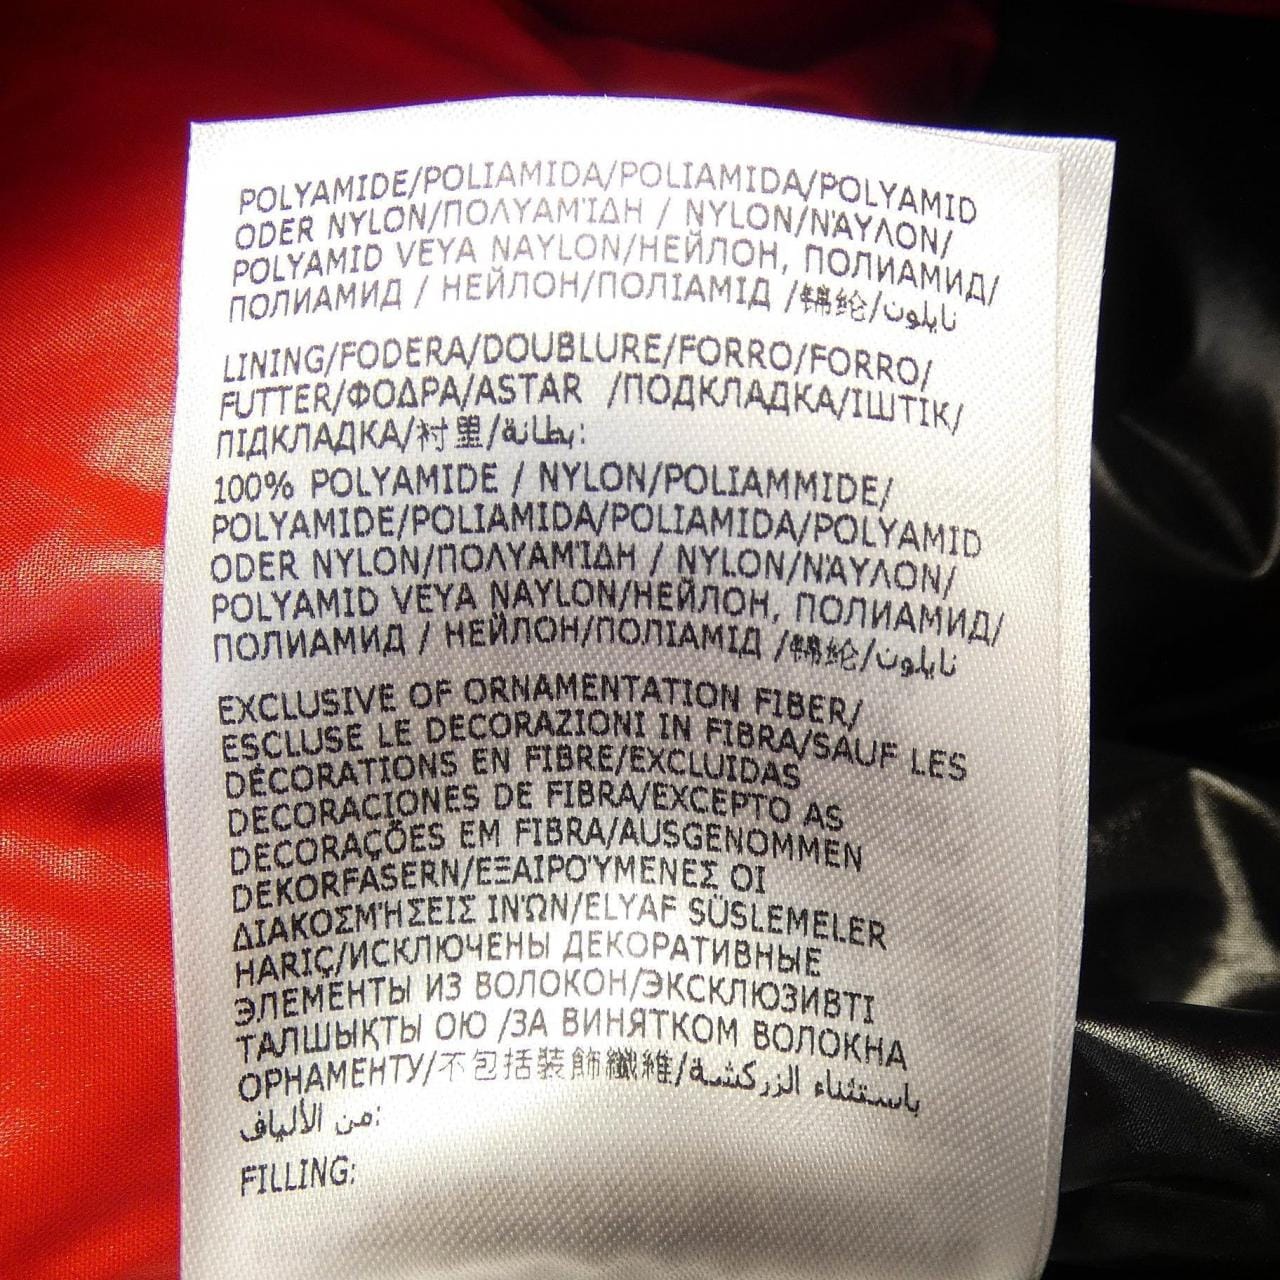 POLYAMIDE/POLIAMIDA/POLIAMIDA/POLYAMID
ODER NYLON/ΠΟΛΥΑΜΊΔΗ / NYLON/ΝΆΥΛΟΝ/
POLYAMID VEYA NAYLON/НЕЙЛОН, ПОЛИАМИД/
ПОЛИАМИД / НЕЙЛОН/ПОЛІАМІД /锦纶/نايلون
LINING/FODERA/DOUBLURE/FORRO/FORRO/
FUTTER/ΦΟΔΡΑ/ASTAR /ПОДКЛАДКА/ІШТІК/
ПІДКЛАДКА/衬里/بطانة:
100% POLYAMIDE / NYLON/POLIAMMIDE/
POLYAMIDE/POLIAMIDA/POLIAMIDA/POLYAMID
ODER NYLON/ΠΟΛΥΑΜΊΔΗ / NYLON/ΝΆΥΛΟΝ/
POLYAMID VEYA NAYLON/НЕЙЛОН, ПОЛИАМИД/
ПОЛИАМИД / НЕЙЛОН/ПОЛІАМІД /锦纶/نايلون
EXCLUSIVE OF ORNAMENTATION FIBER/
ESCLUSE LE DECORAZIONI IN FIBRA/SAUF LES
DÉCORATIONS EN FIBRE/EXCLUIDAS
DECORACIONES DE FIBRA/EXCEPTO AS
DECORAÇÕES EM FIBRA/AUSGENOMMEN
DEKORFASERN/ΕΞΑΙΡΟΎΜΕΝΕΣ ΟΙ
ΔΙΑΚΟΣΜΉΣΕΙΣ ΙΝΏΝ/ELYAF SÜSLEMELER
HARIÇ/ИСКЛЮЧЕНЫ ДЕКОРАТИВНЫЕ
ЭЛЕМЕНТЫ ИЗ ВОЛОКОН/ЭКСКЛЮЗИВТІ
ТАЛШЫҚТЫ ОЮ /ЗА ВИНЯТКОМ ВОЛОКНА
ОРНАМЕНТУ/不包括裝飾纖維/باستثناء الزركشة
من الألياف:
FILLING: